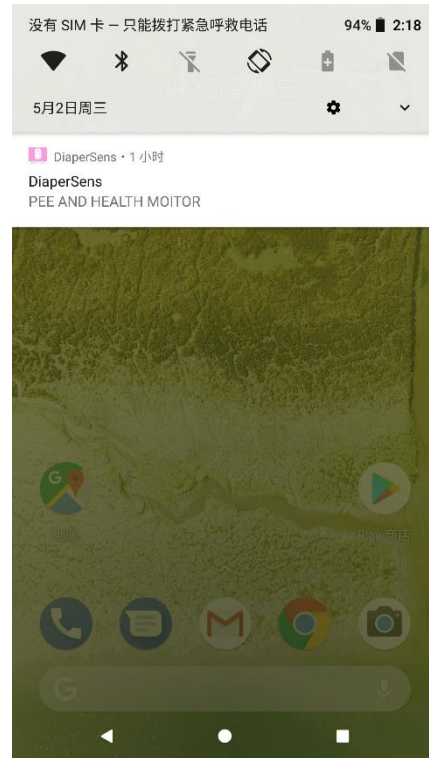 没有 SIM 卡 — 只能拨打紧急呼救电话 94% 2:18
5月2日周三
DiaperSens • 1 小时
DiaperSens
PEE AND HEALTH MOITOR
地图 Play 商店